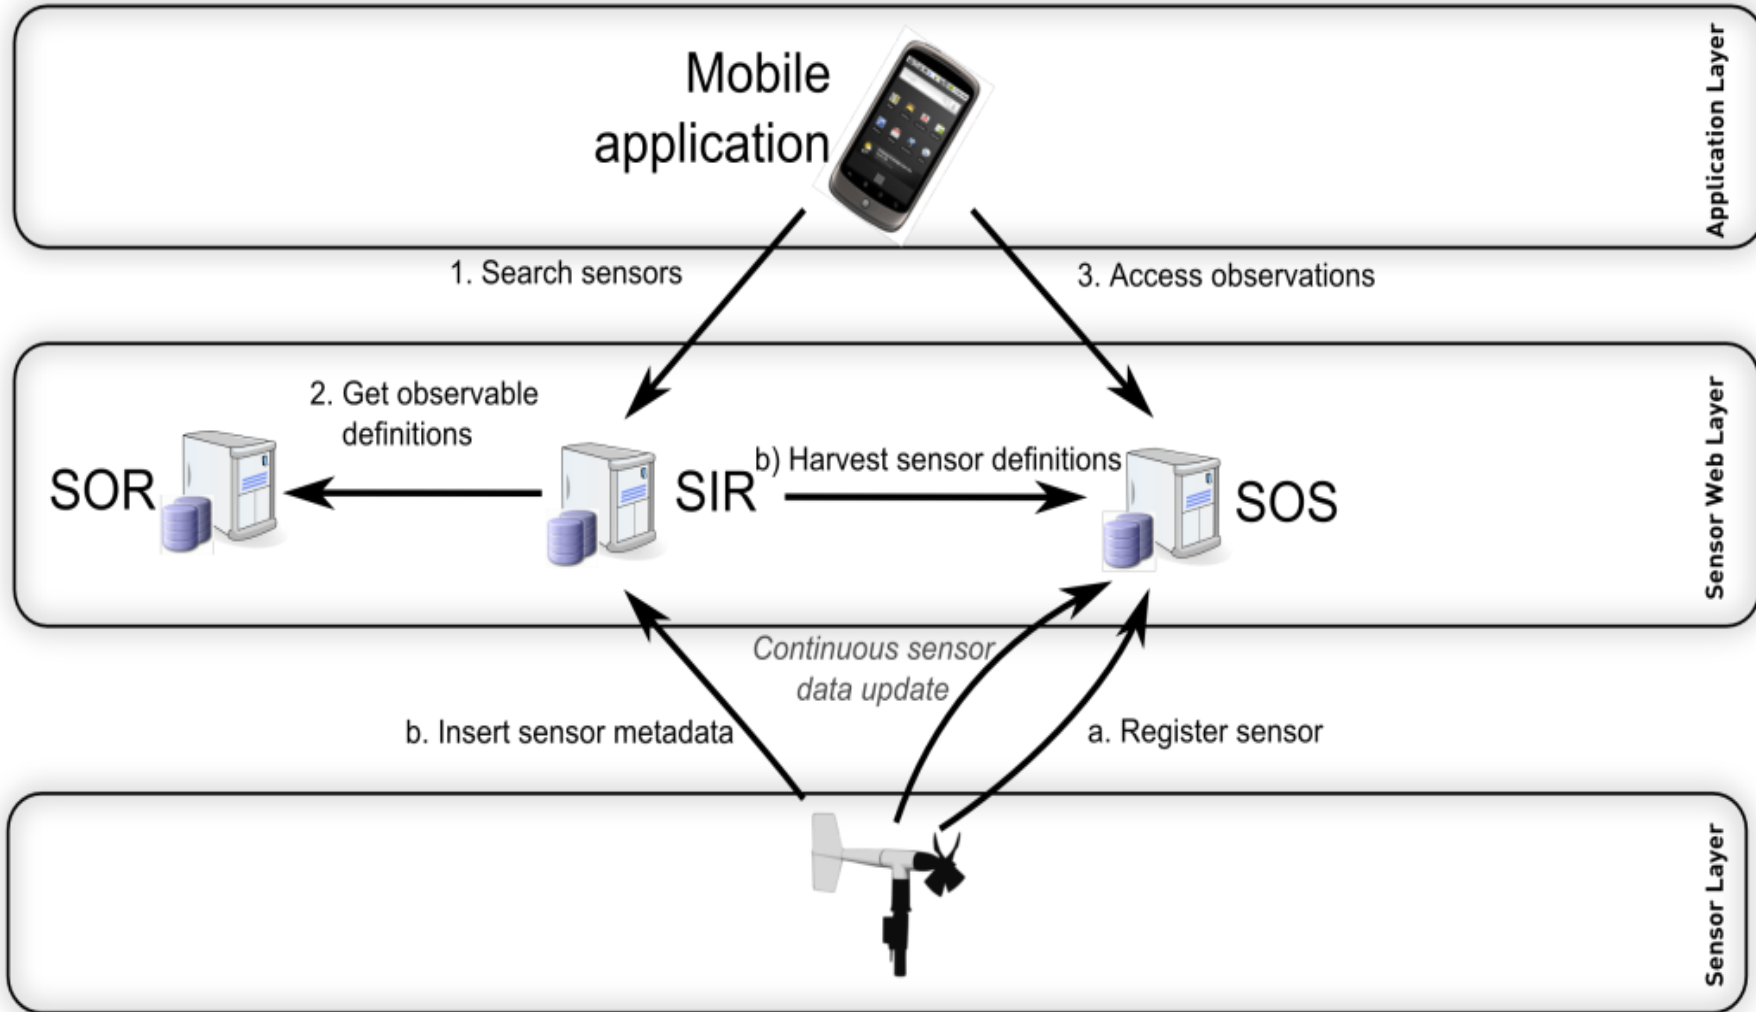 Mobile
application
Application Layer
1. Search sensors
3. Access observations
2. Get observable
definitions
SOR
SIR
b) Harvest sensor definitions
SOS
Sensor Web Layer
Continuous sensor
data update
b. Insert sensor metadata
a. Register sensor
Sensor Layer